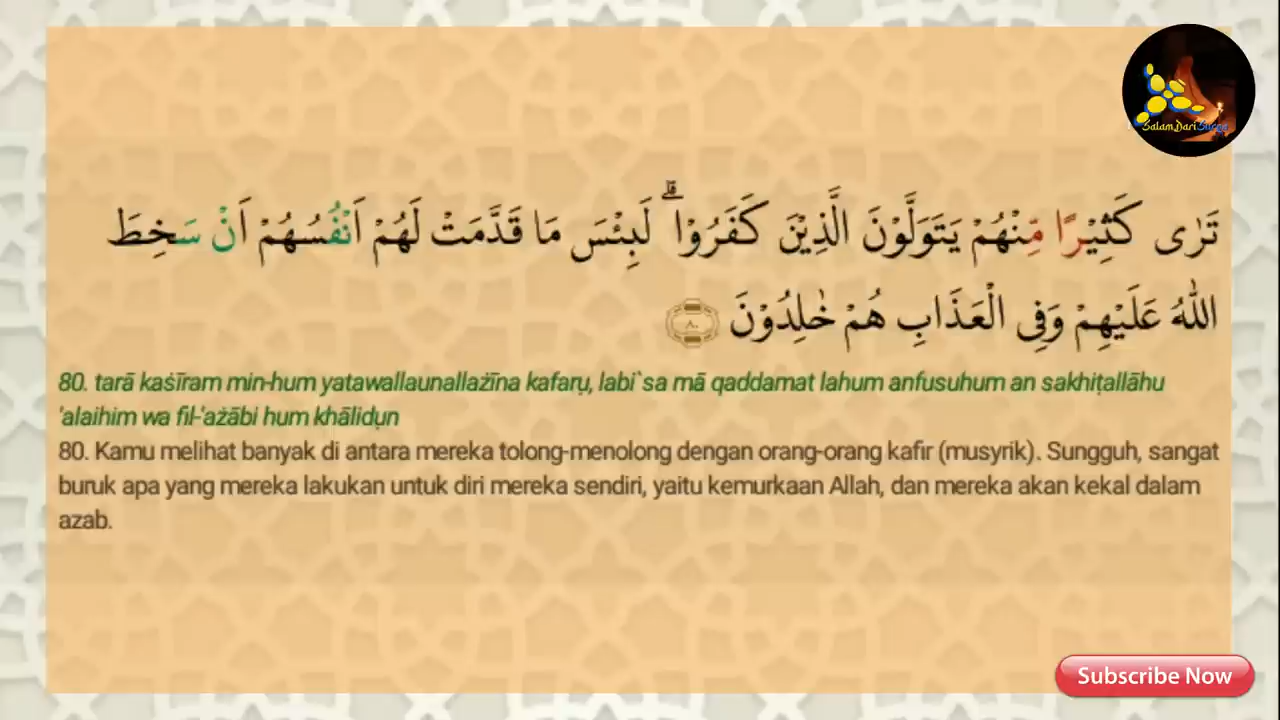 SalamDariSurga
تَرٰى كَثِيْرًا مِّنْهُمْ يَتَوَلَّوْنَ الَّذِيْنَ كَفَرُوْا ۗ لَبِئْسَ مَا قَدَّمَتْ لَهُمْ اَنْفُسُهُمْ اَنْ سَخِطَ
اللّٰهُ عَلَيْهِمْ وَفِى الْعَذَابِ هُمْ خٰلِدُوْنَ ٨٠
80. tarā kaṡīram min-hum yatawallaunallażīna kafarụ, labi`sa mā qaddamat lahum anfusuhum an sakhiṭallāhu
'alaihim wa fil-'ażābi hum khālidụn
80. Kamu melihat banyak di antara mereka tolong-menolong dengan orang-orang kafir (musyrik). Sungguh, sangat
buruk apa yang mereka lakukan untuk diri mereka sendiri, yaitu kemurkaan Allah, dan mereka akan kekal dalam
azab.
Subscribe Now